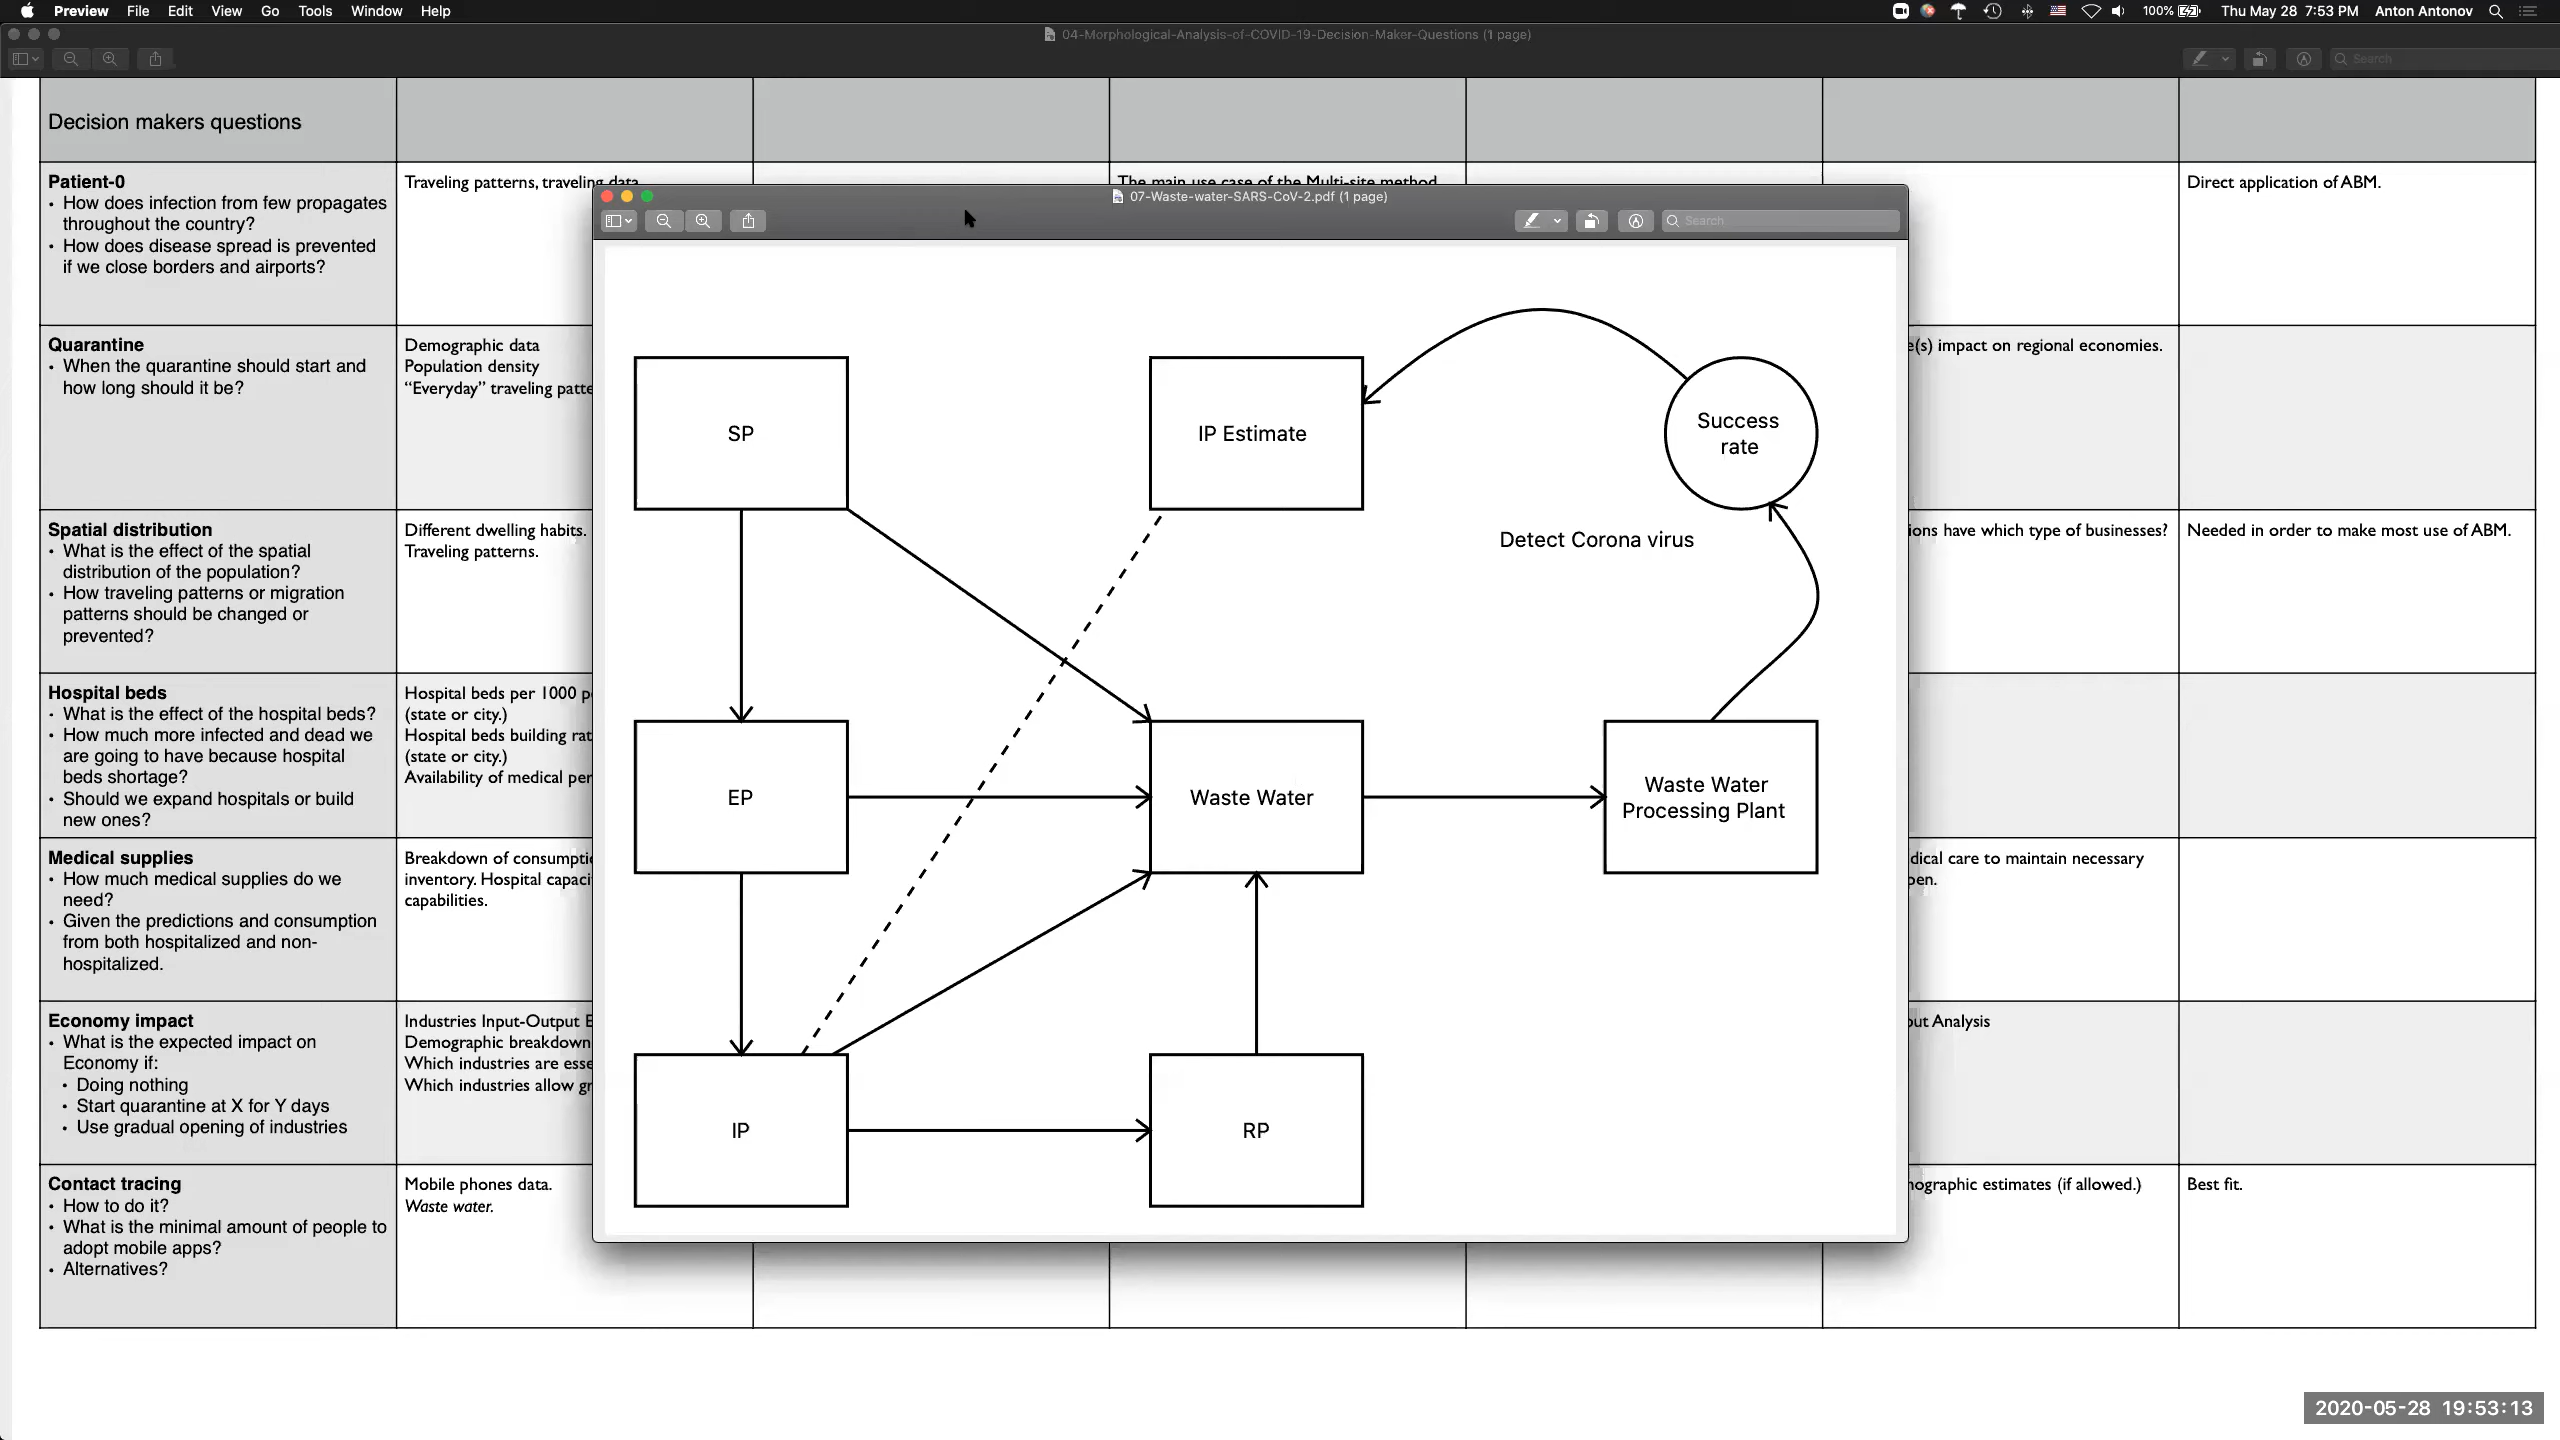 Preview File Edit View Go Tools Window Help
100% Thu May 28 7:53 PM Anton Antonov
04-Morphological-Analysis-of-COVID-19-Decision-Maker-Questions (1 page)
Search
Decision makers questions
Patient-0
• How does infection from few propagates
throughout the country?
• How does disease spread is prevented
if we close borders and airports?
Traveling patterns, traveling data
The main use case of the Multi-site method
Direct application of ABM.
Quarantine
• When the quarantine should start and
how long should it be?
Demographic data
Population density
“Everyday” traveling patte
e(s) impact on regional economies.
Spatial distribution
• What is the effect of the spatial
distribution of the population?
• How traveling patterns or migration
patterns should be changed or
prevented?
Different dwelling habits.
Traveling patterns.
ions have which type of businesses?
Needed in order to make most use of ABM.
Hospital beds
• What is the effect of the hospital beds?
• How much more infected and dead we
are going to have because hospital
beds shortage?
• Should we expand hospitals or build
new ones?
Hospital beds per 1000 p
(state or city.)
Hospital beds building rat
(state or city.)
Availability of medical per
Medical supplies
• How much medical supplies do we
need?
• Given the predictions and consumption
from both hospitalized and non-
hospitalized.
Breakdown of consumptic
inventory. Hospital capaci
capabilities.
dical care to maintain necessary
pen.
Economy impact
• What is the expected impact on
Economy if:
• Doing nothing
• Start quarantine at X for Y days
• Use gradual opening of industries
Industries Input-Output E
Demographic breakdown
Which industries are esse
Which industries allow gr
out Analysis
Contact tracing
• How to do it?
• What is the minimal amount of people to
adopt mobile apps?
• Alternatives?
Mobile phones data.
Waste water.
nographic estimates (if allowed.)
Best fit.
07-Waste-water-SARS-CoV-2.pdf (1 page)
Search
SP
IP Estimate
Success
rate
Detect Corona virus
EP
Waste Water
Waste Water
Processing Plant
IP
RP
2020-05-28 19:53:13